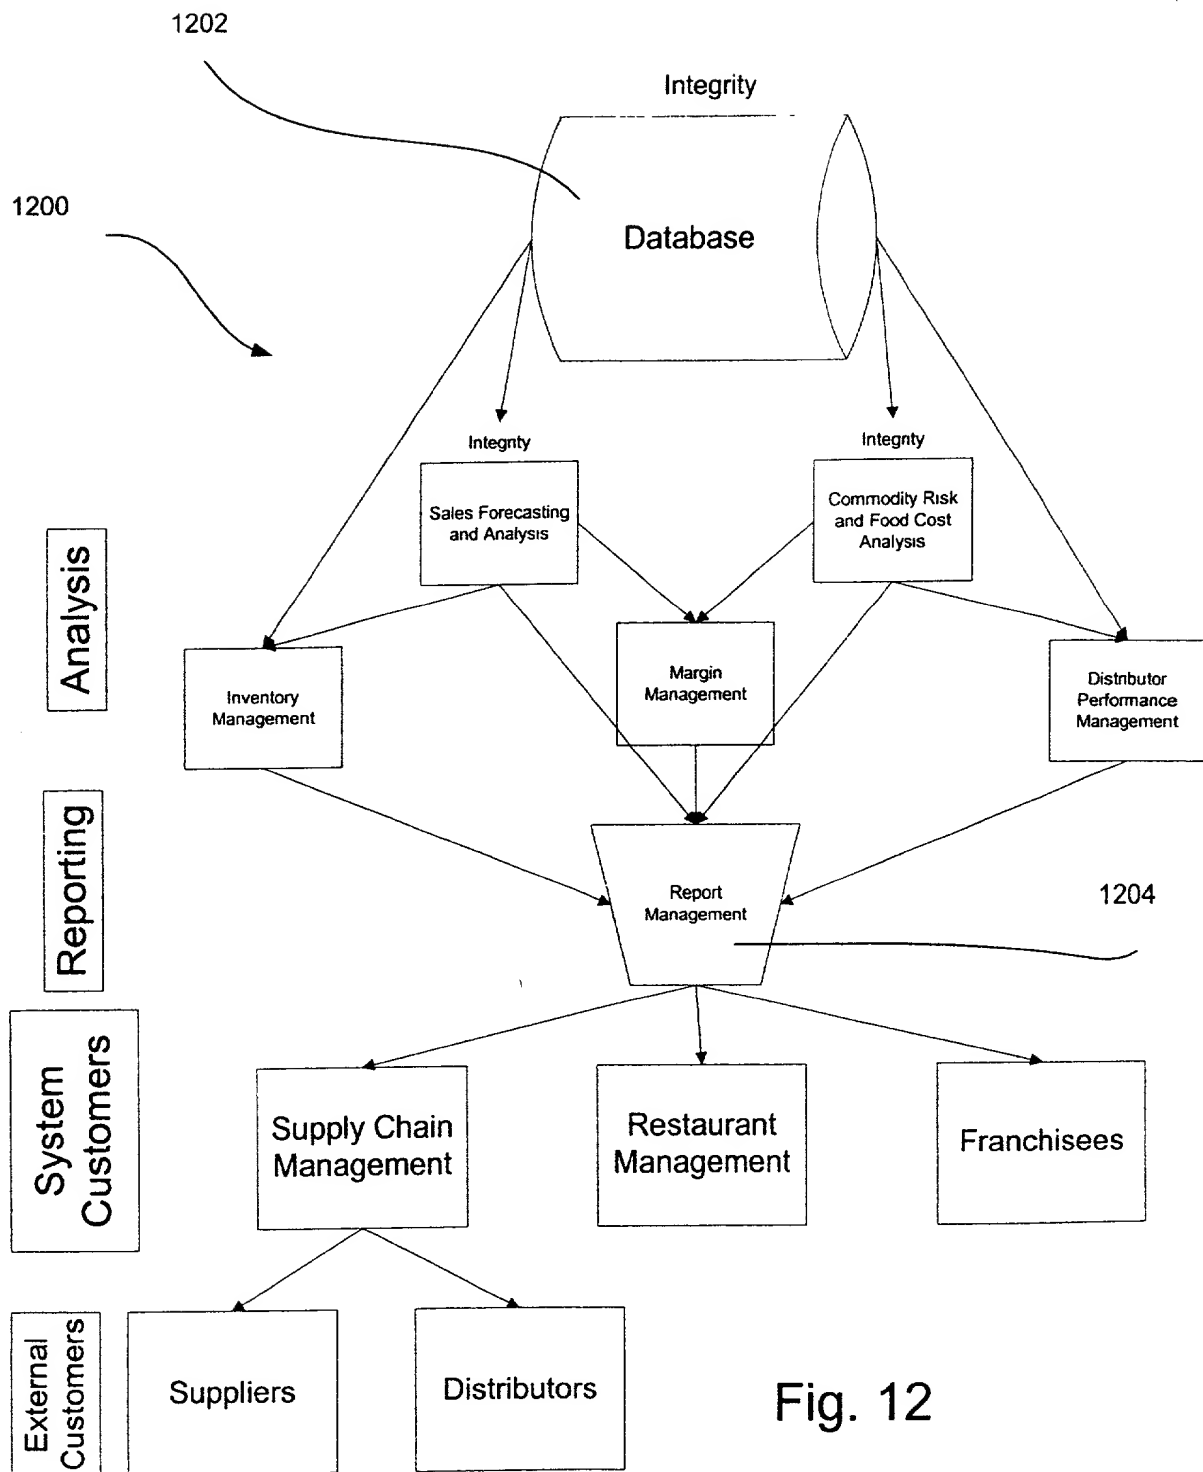 1202
Integrity
1200
Database
Integrity
Integrity
Sales Forecasting
and Analysis
Commodity Risk
and Food Cost
Analysis
Analysis
Inventory
Management
Margin
Management
Distributor
Performance
Management
Reporting
Report
Management
1204
System
Customers
Supply Chain
Management
Restaurant
Management
Franchisees
External
Customers
Suppliers
Distributors
Fig. 12